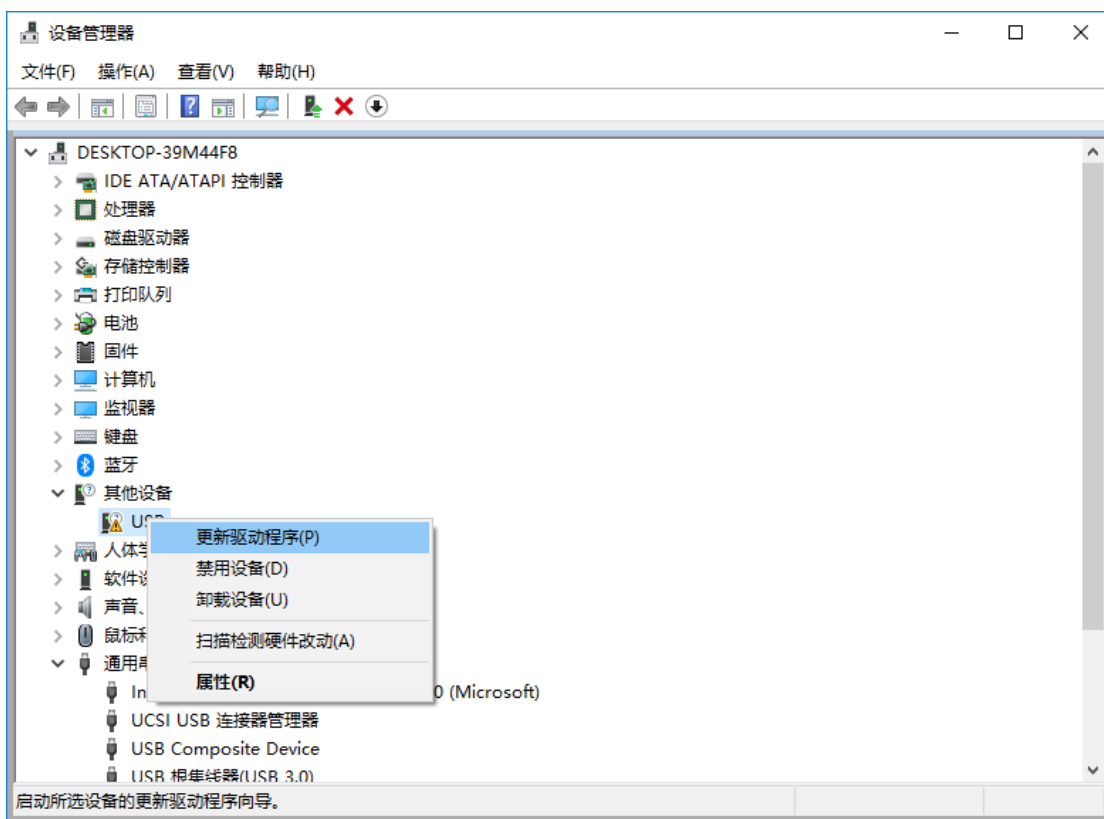 设备管理器
文件(F) 操作(A) 查看(V) 帮助(H)
DESKTOP-39M44F8
IDE ATA/ATAPI 控制器
处理器
磁盘驱动器
存储控制器
打印队列
电池
固件
计算机
监视器
键盘
蓝牙
其他设备
更新驱动程序(P)
人体
禁用设备(D)
软件
卸载设备(U)
声音、
鼠标
扫描检测硬件改动(A)
通用
属性(R)
In 0 (Microsoft)
UCSI USB 连接器管理器
USB Composite Device
USB 根集线器(USB 3.0)
启动所选设备的更新驱动程序向导。